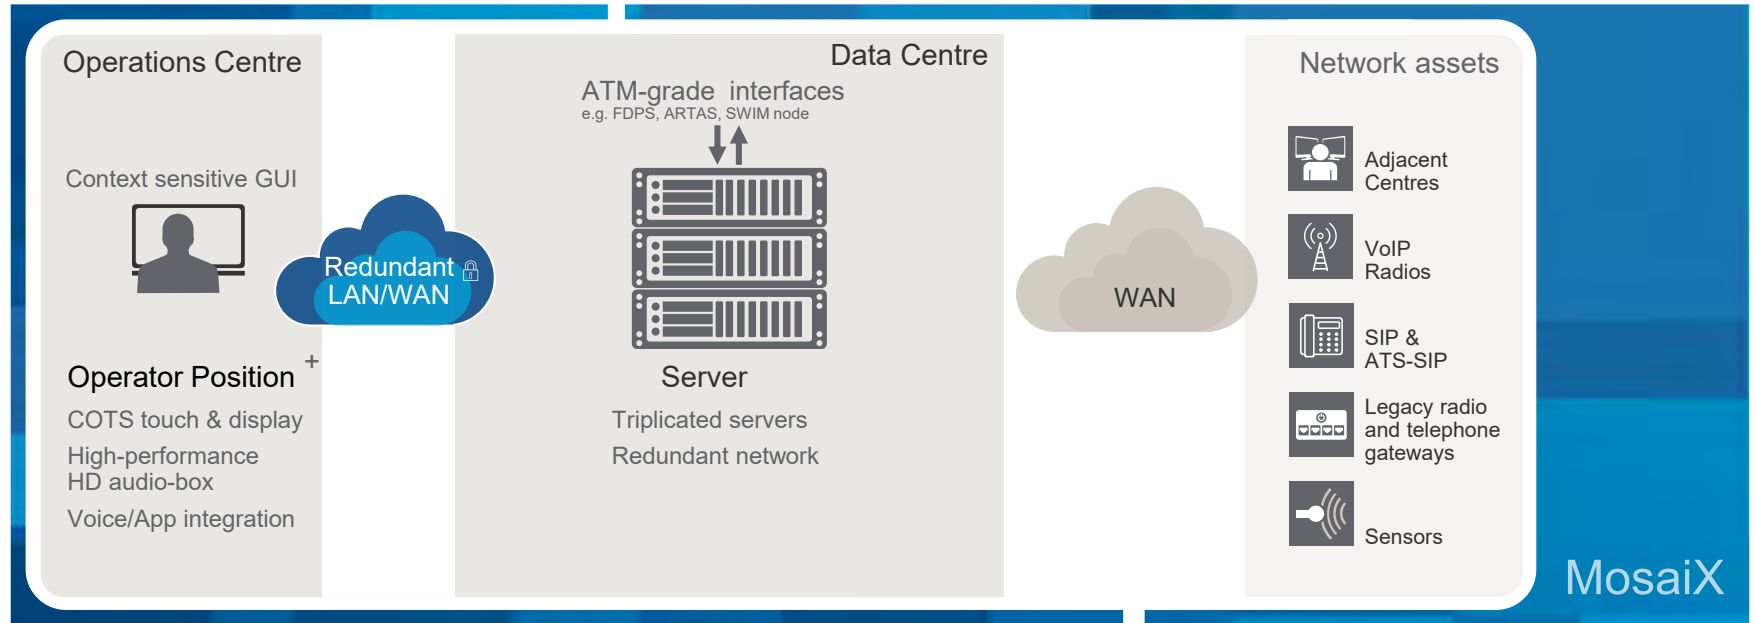 Operations Centre
Context sensitive GUI
Operator Position +
COTS touch & display
High-performance
HD audio-box
Voice/App integration
Redundant
LAN/WAN
Data Centre
ATM-grade interfaces
e.g. FDPS, ARTAS, SWIM node
Server
Triplicated servers
Redundant network
WAN
Network assets
Adjacent
Centres
VoIP
Radios
SIP &
ATS-SIP
Legacy radio
and telephone
gateways
Sensors
MosaiX